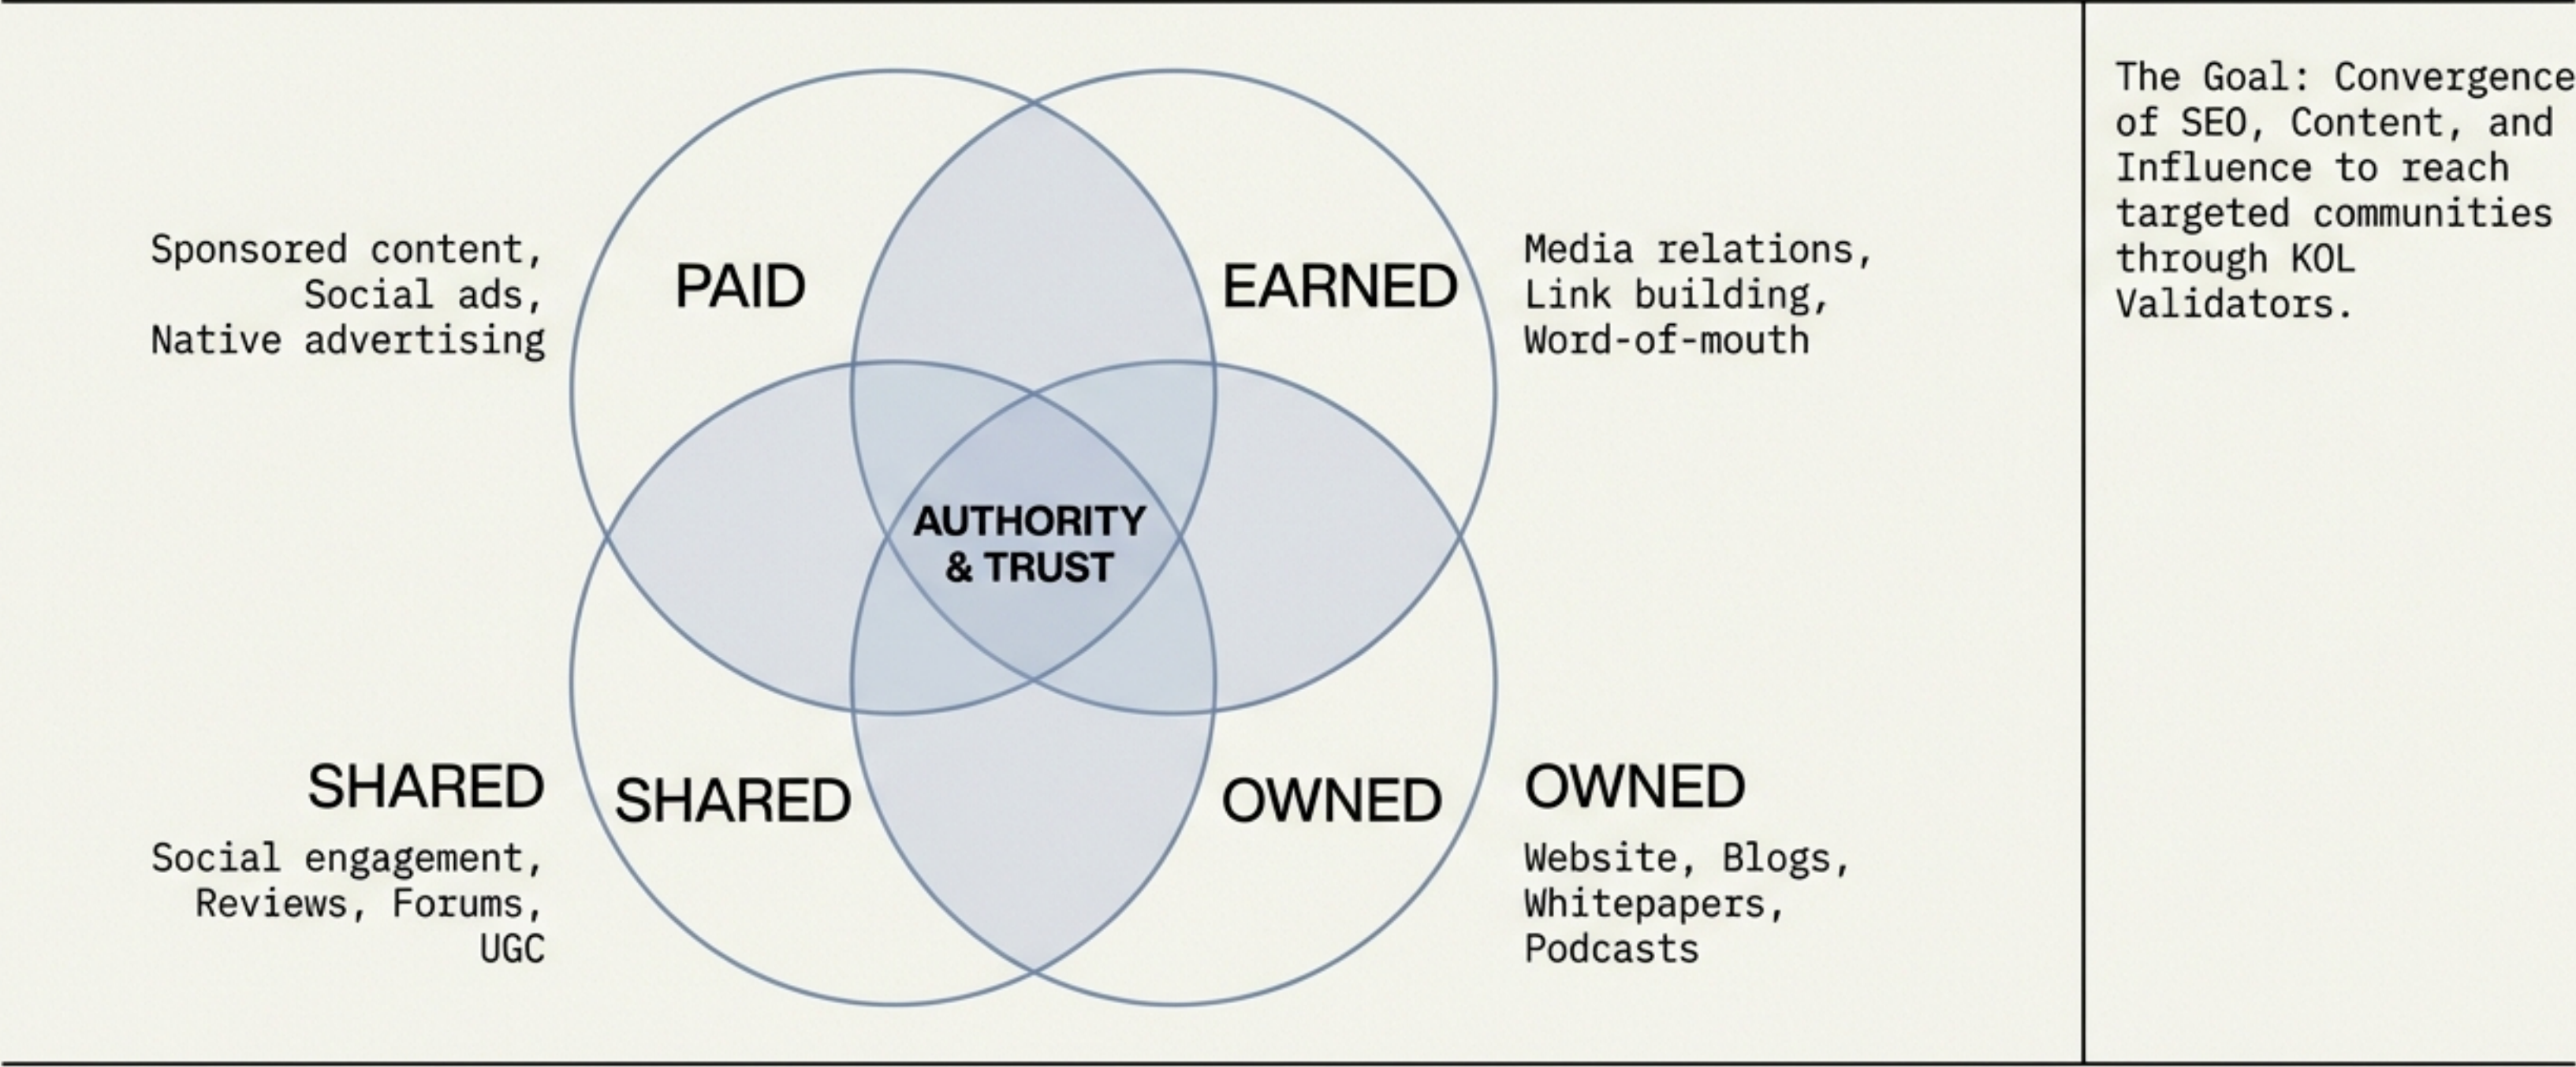 Sponsored content,
Social ads,
Native advertising
PAID
EARNED
Media relations,
Link building,
Word-of-mouth
AUTHORITY
& TRUST
SHARED
Social engagement,
Reviews, Forums,
UGC
SHARED
OWNED
OWNED
Website, Blogs,
Whitepapers,
Podcasts
The Goal: Convergence
of SEO, Content, and
Influence to reach
targeted communities
through KOL
Validators.